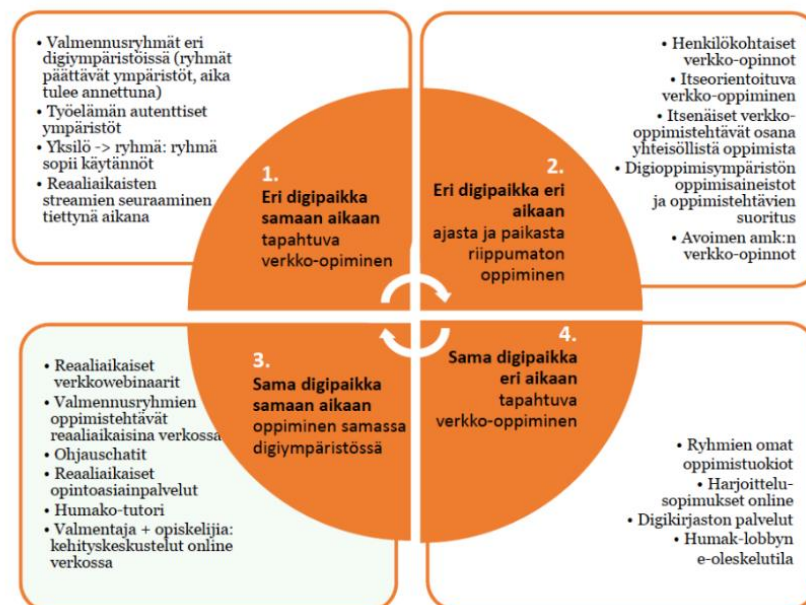 • Valmennusryhmät eri
digiympäristöissä (ryhmät
päättävät ympäristöt, aika
tulee annettuna)
• Työelämän autenttiset
ympäristöt
• Yksilö -> ryhmä: ryhmä
sopii käytännöt
• Reaaliaikaisten
streamien seuraaminen
tiettynä aikana
1.
Eri digipaikka
samaan aikaan
tapahtuva
verkko-opiminen
• Henkilökohtaiset
verkko-opinnot
• Itseorientoituva
verkko-oppiminen
• Itsenäiset verkko-
oppimistehtävät osana
yhteisöllistä oppimista
• Digioppimisympäristön
oppimisaineistot
ja oppimistehtävien
suoritus
• Avoimen amk:n
verkko-opinnot
2.
Eri digipaikka eri
aikaan
ajasta ja paikasta
riippumaton
oppiminen
• Reaaliaikaiset
verkkowebinaarit
• Valmennusryhmien
oppimistehtävät
reaaliaikaisina verkossa
• Ohjauschatit
• Reaaliaikaiset
opintoasiainpalvelut
• Humako-tutori
• Valmentaja + opiskelijia:
kehityskeskustelut online
verkossa
3.
Sama digipaikka
samaan aikaan
oppiminen samassa
digiympäristössä
4.
Sama digipaikka
eri aikaan
tapahtuva
verkko-oppiminen
• Ryhmien omat
oppimistuokiot
• Harjoittelu-
sopimukset online
• Digikirjaston palvelut
• Humak-lobbyn
e-oleskelutila